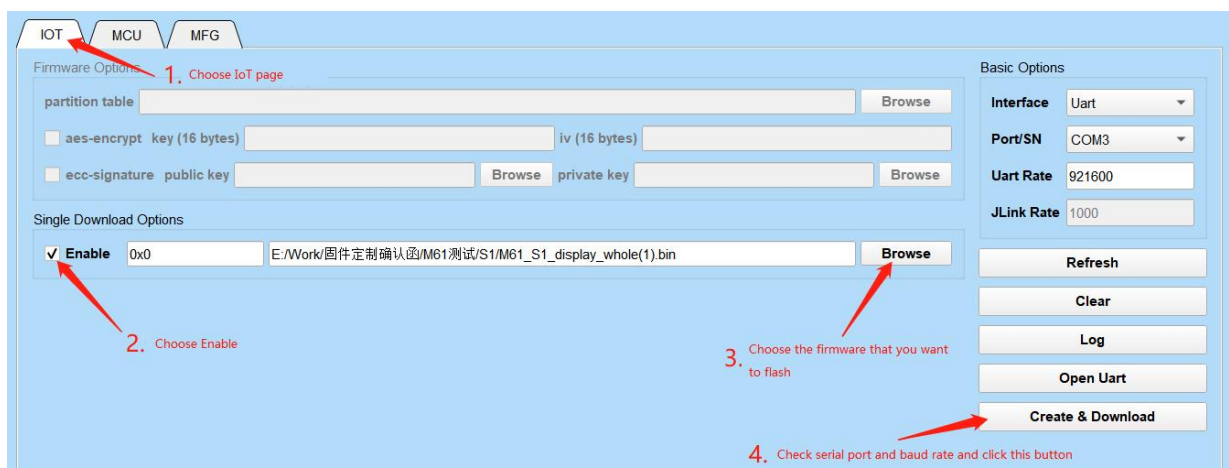 IOT MCU MFG
Firmware Options
1. Choose IoT page
partition table Browse
aes-encrypt key (16 bytes) iv (16 bytes)
ecc-signature public key Browse private key Browse
Single Download Options
Enable 0x0 E:/Work/固件定制确认函/M61测试/S1/M61_S1_display_whole(1).bin Browse
2. Choose Enable
3. Choose the firmware that you want
to flash
Basic Options
Interface Uart
Port/SN COM3
Uart Rate 921600
JLink Rate 1000
Refresh
Clear
Log
Open Uart
Create & Download
4. Check serial port and baud rate and click this button